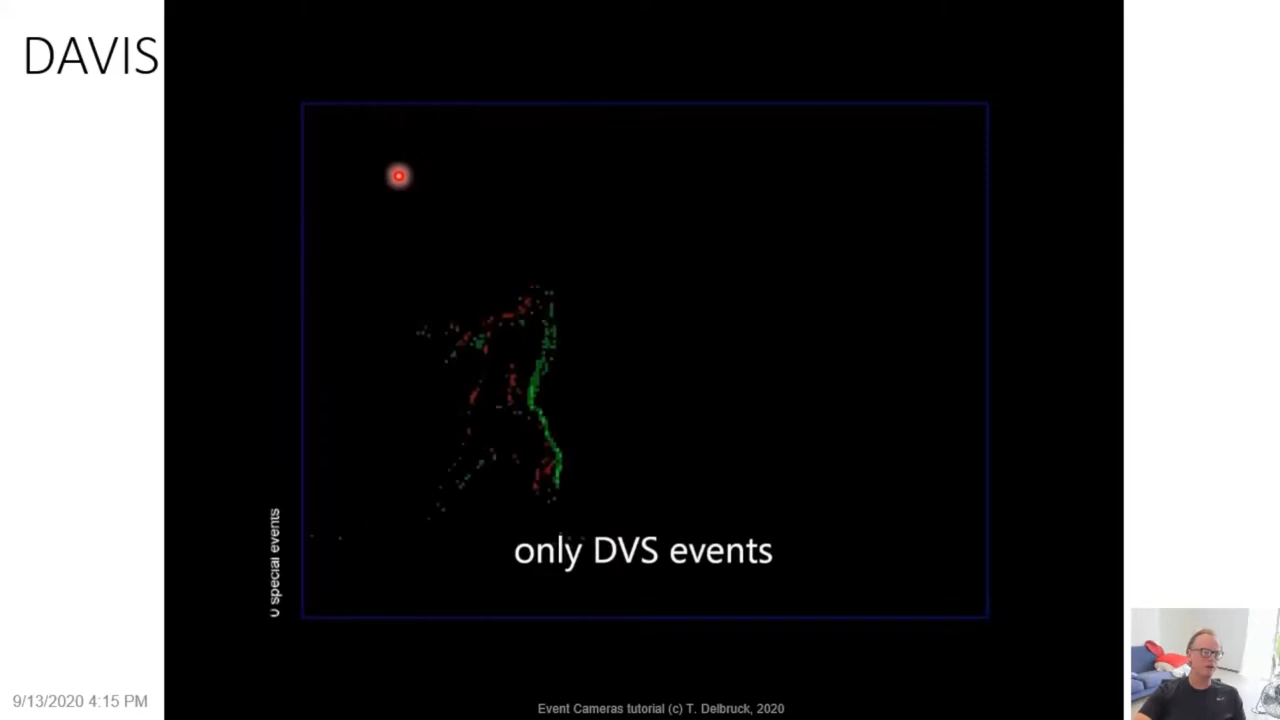 DAVIS
0 special events
only DVS events
9/13/2020 4:15 PM
Event Cameras tutorial (c) T. Delbruck, 2020